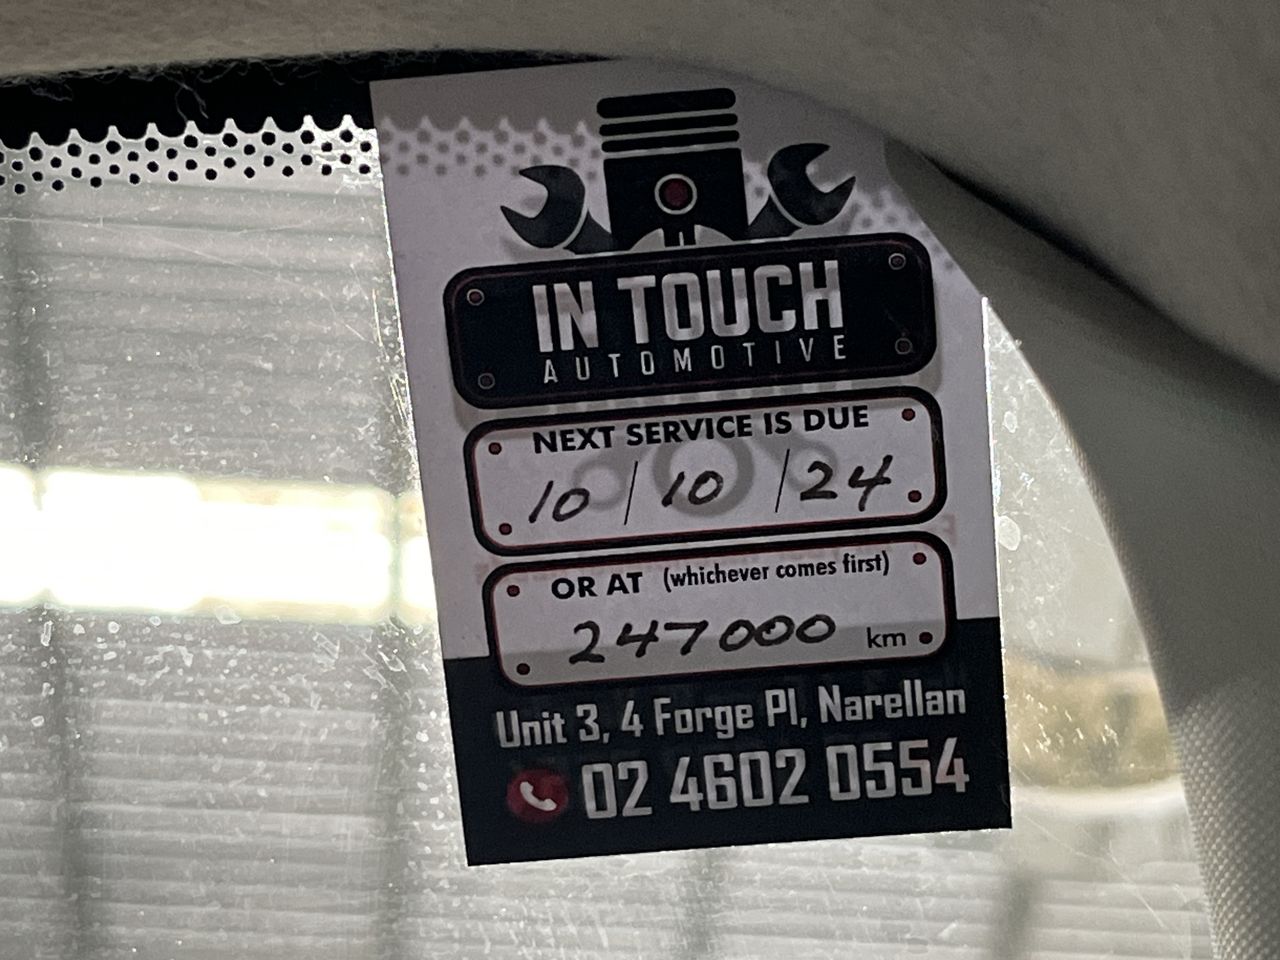 IN TOUCH
AUTOMOTIVE
NEXT SERVICE IS DUE
10 / 10 / 24
OR AT (whichever comes first)
247000 km
Unit 3, 4 Forge Pl, Narellan
02 4602 0554